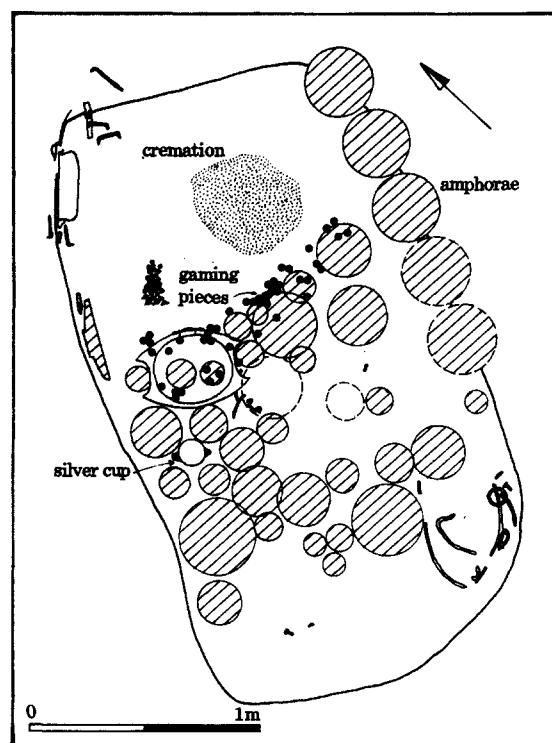 cremation
amphorae
gaming
pieces
silver cup
0 1m